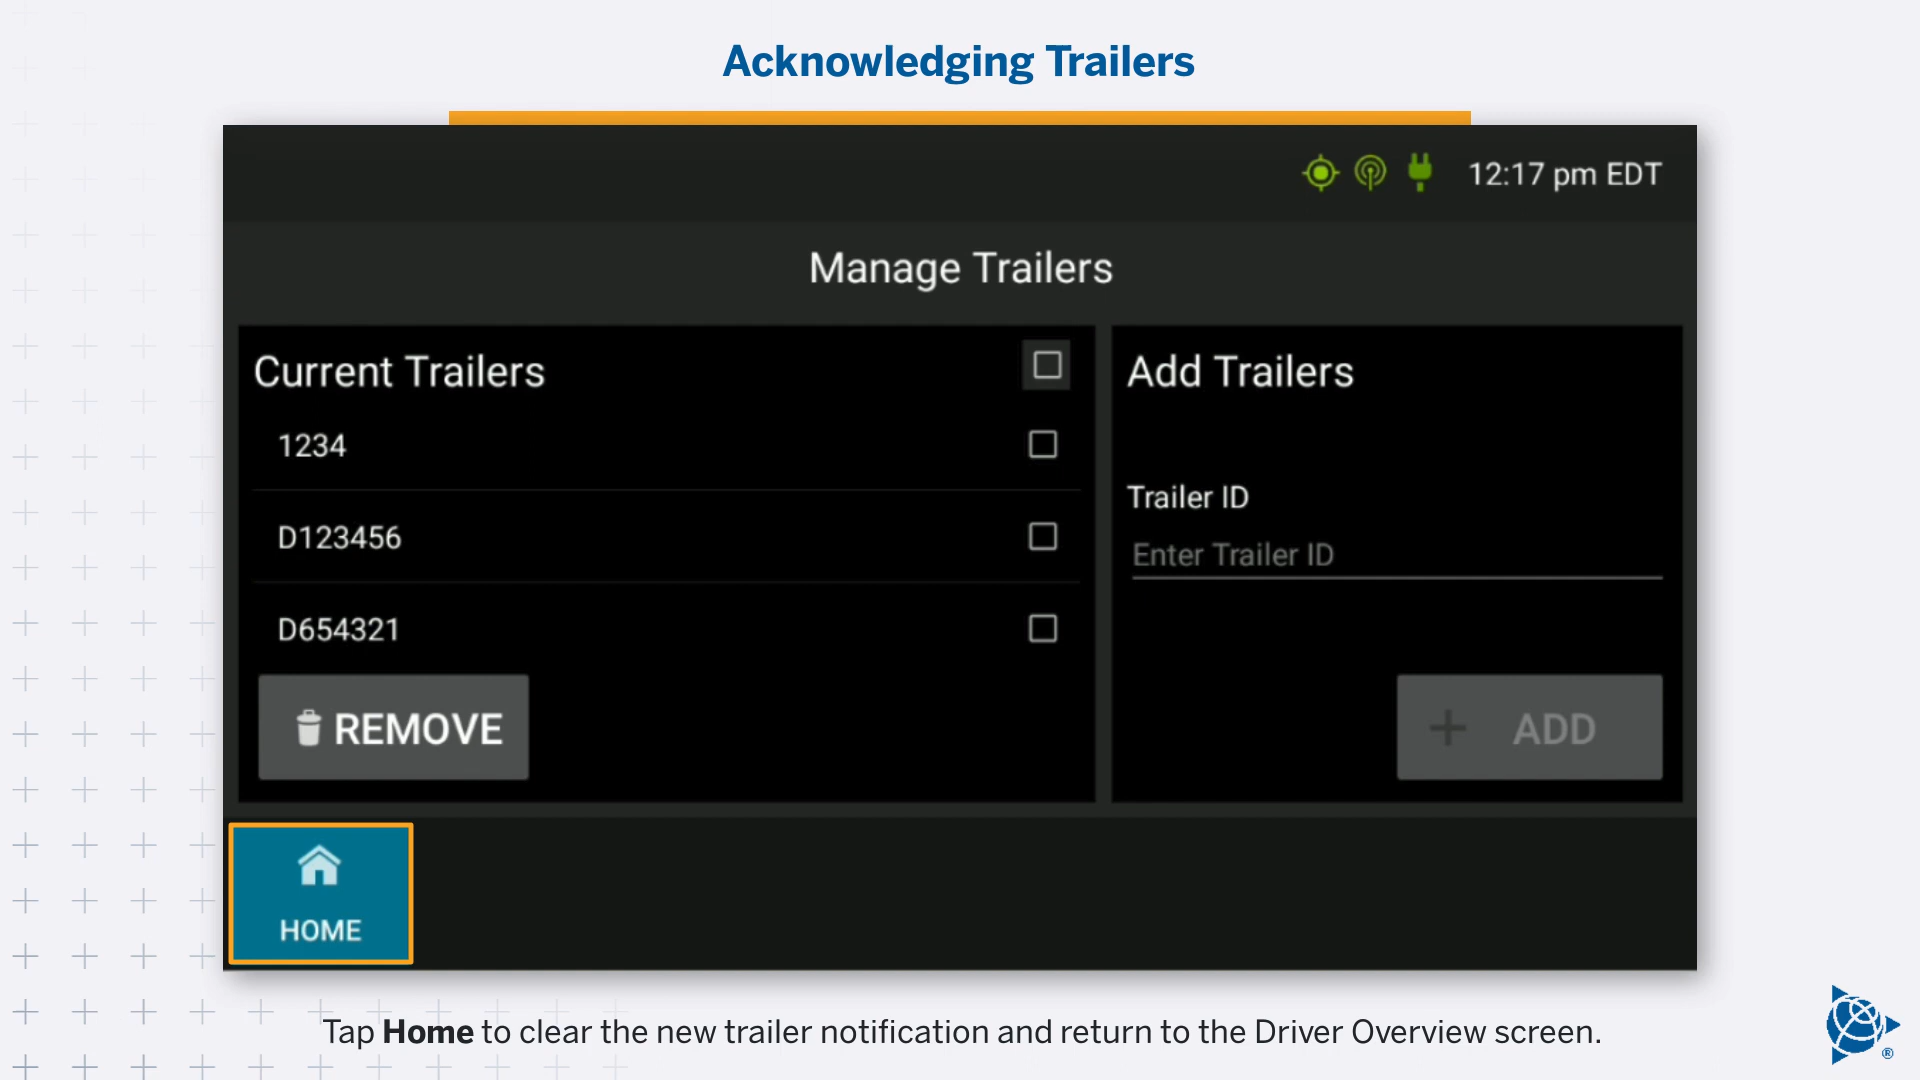 Acknowledging Trailers
12:17 pm EDT
Manage Trailers
Current Trailers
1234
D123456
D654321
REMOVE
Add Trailers
Trailer ID
Enter Trailer ID
+ ADD
HOME
Tap Home to clear the new trailer notification and return to the Driver Overview screen.
®